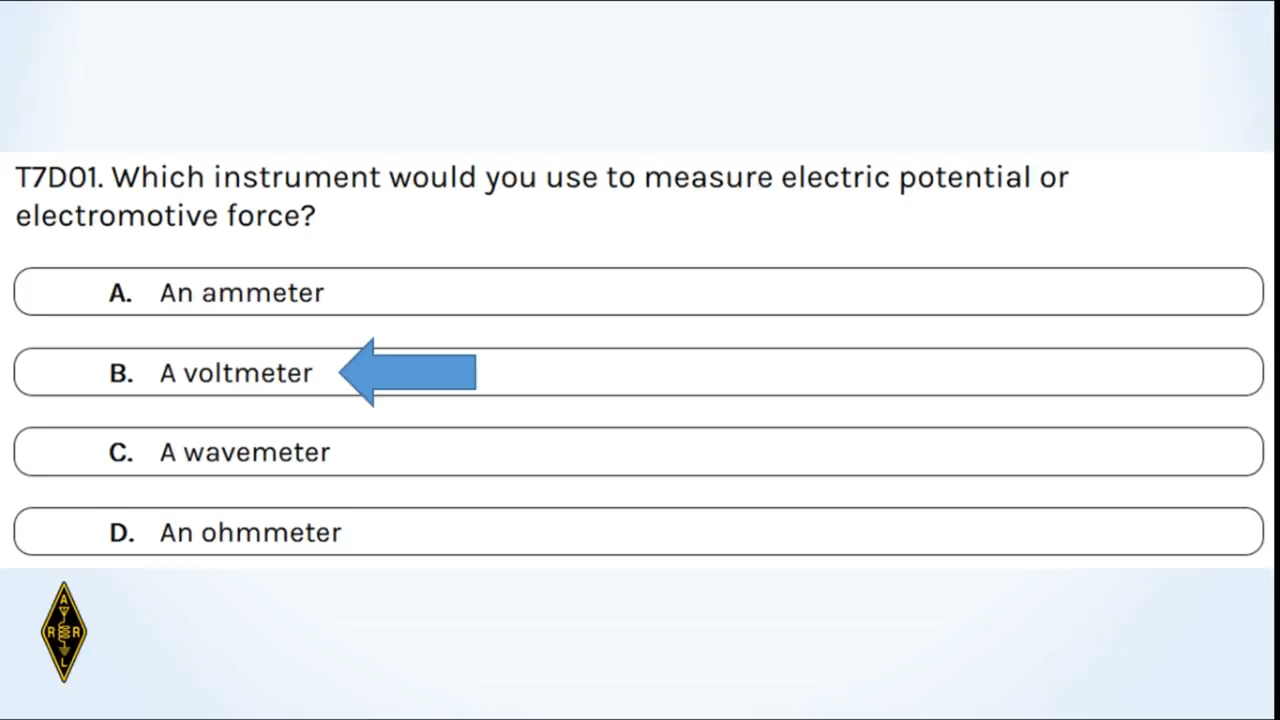 T7D01. Which instrument would you use to measure electric potential or
electromotive force?
A. An ammeter
B. A voltmeter
C. A wavemeter
D. An ohmmeter
A
R R
L